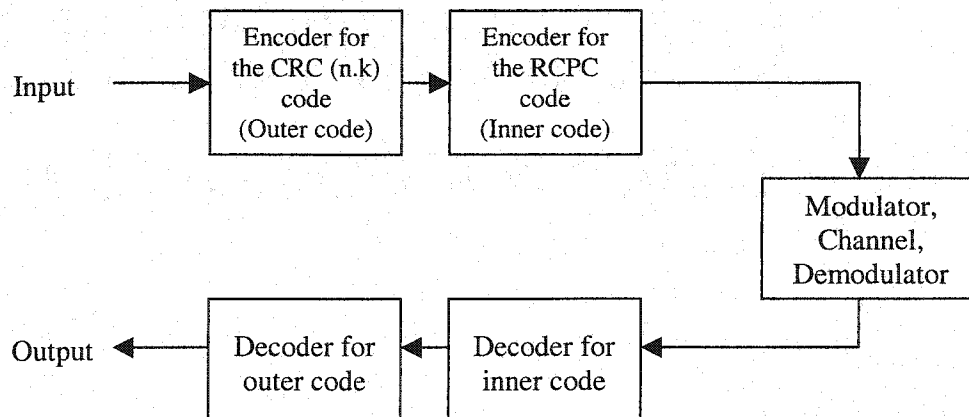 Input
Encoder for
the CRC (n.k)
code
(Outer code)
Encoder for
the RCPC
code
(Inner code)
Modulator,
Channel,
Demodulator
Output
Decoder for
outer code
Decoder for
inner code